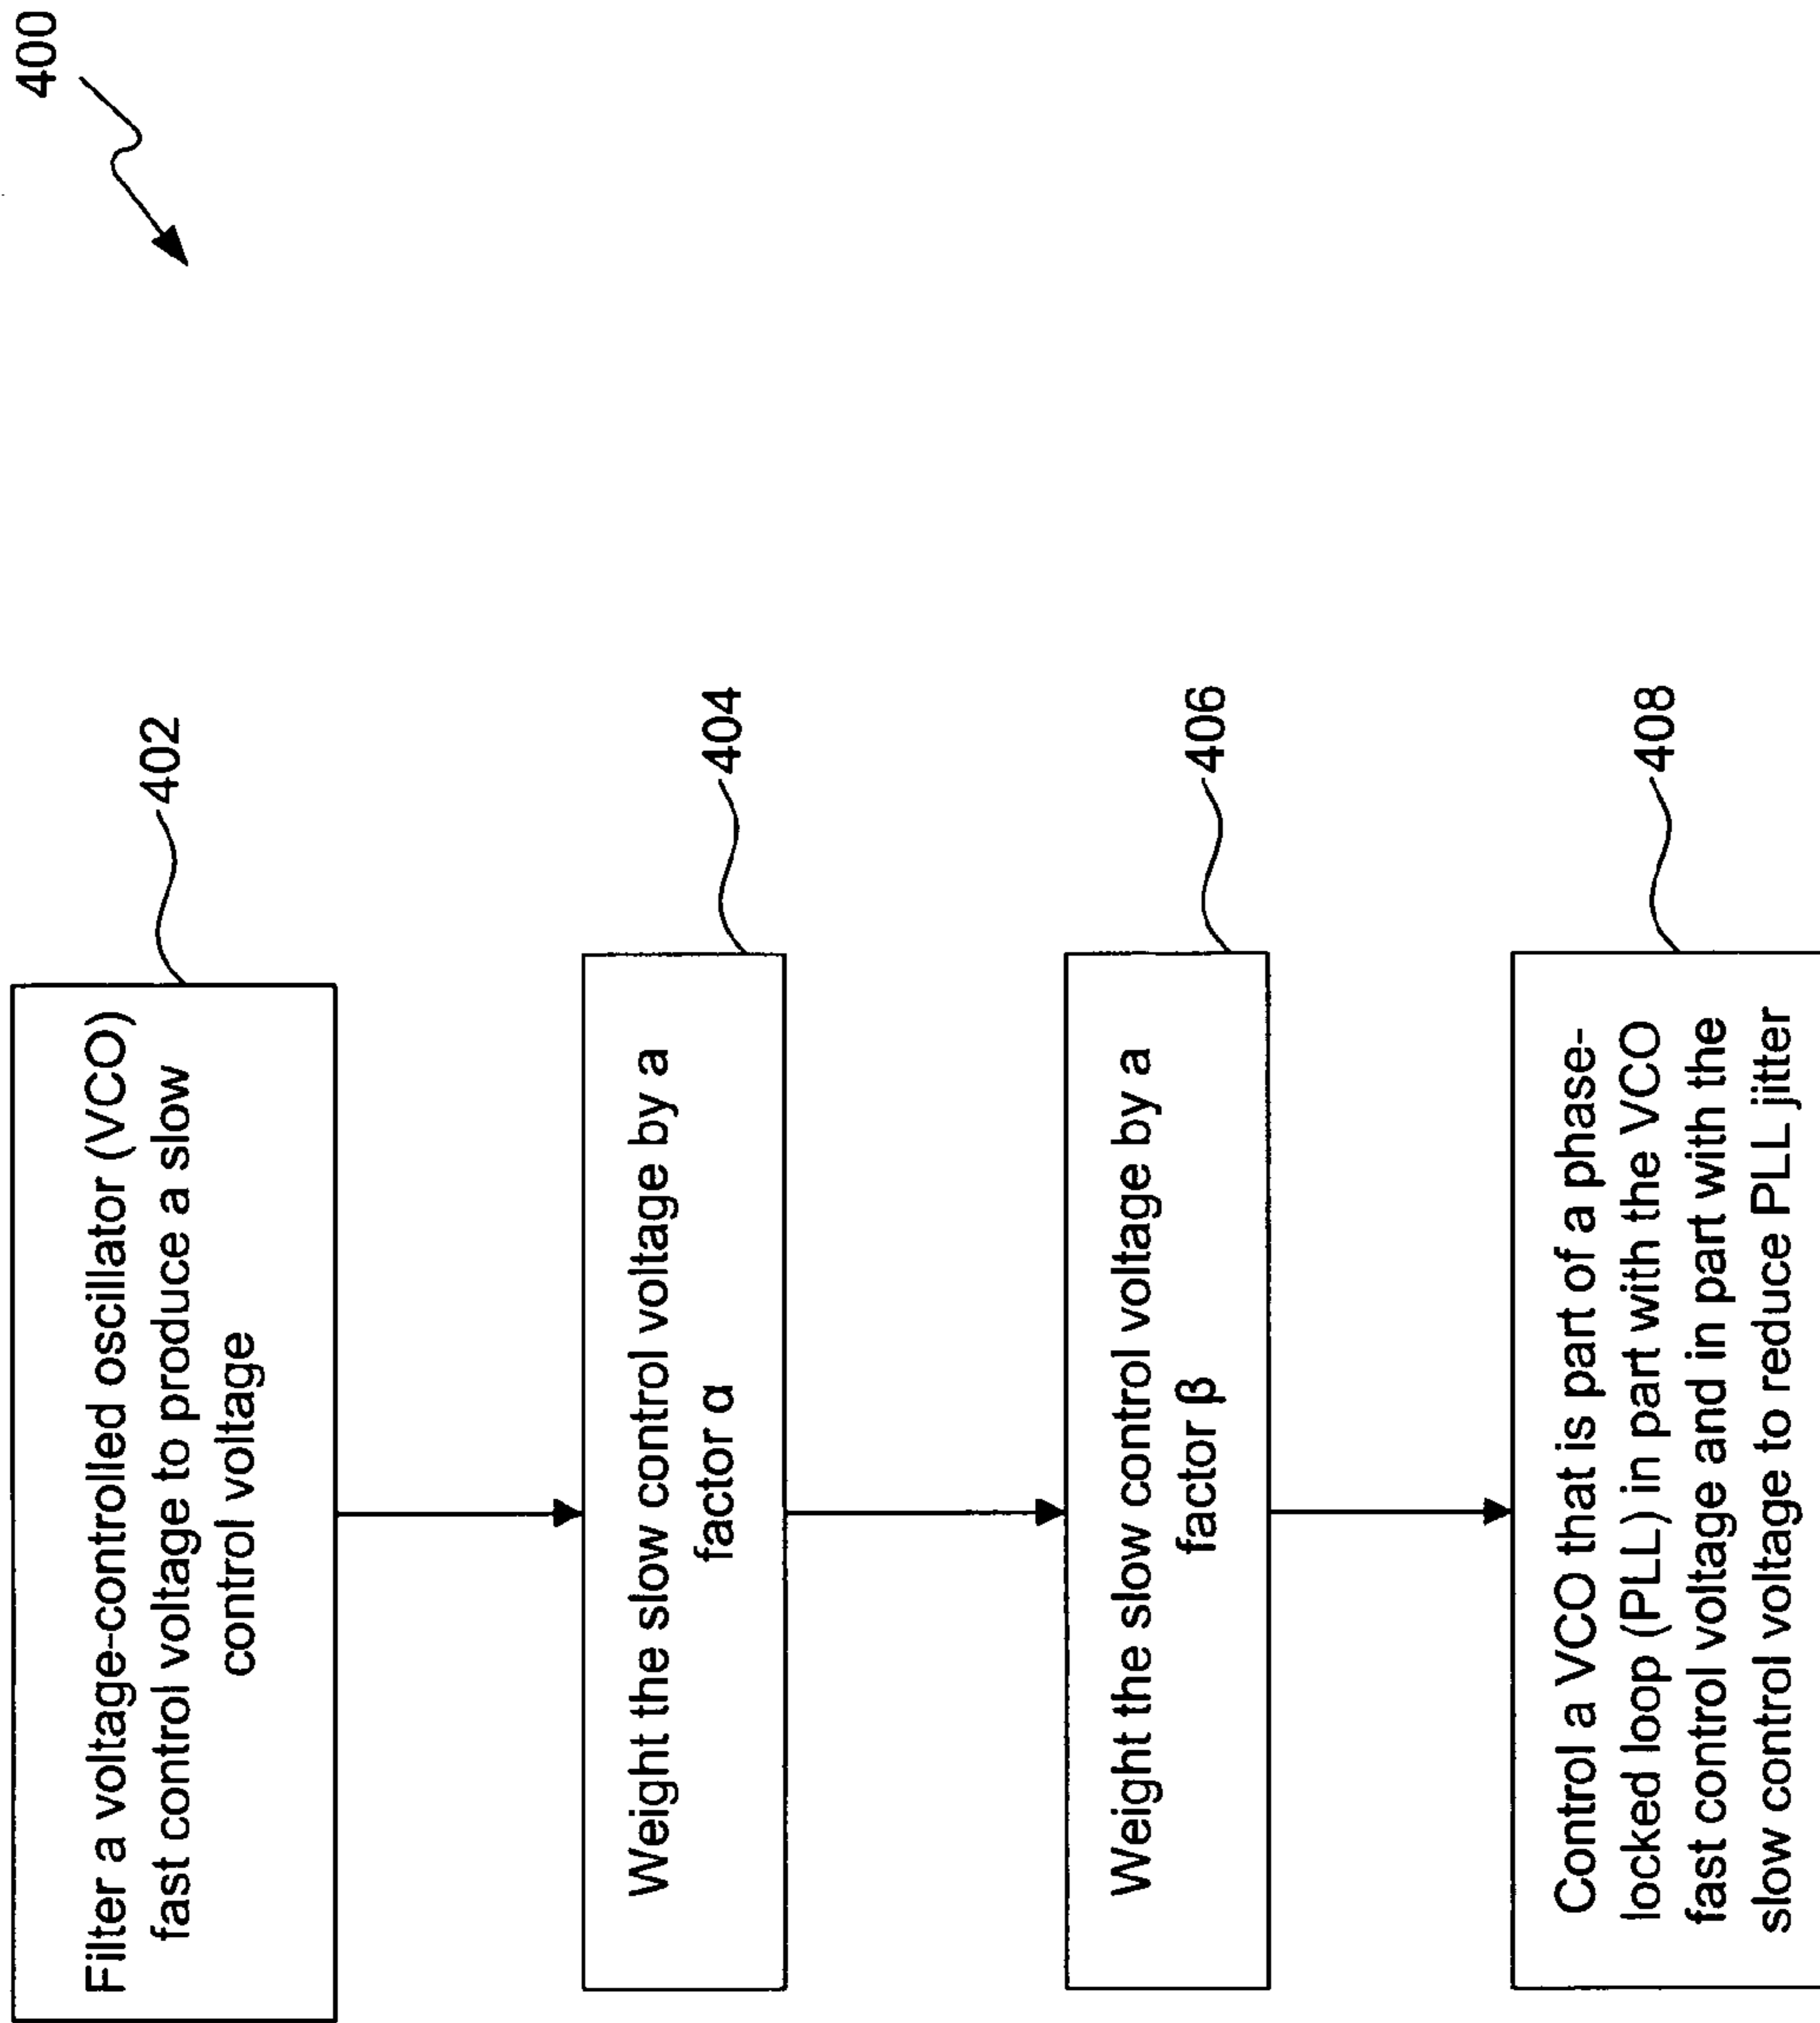 400
Filter a voltage-controlled oscillator (VCO)
fast control voltage to produce a slow
control voltage
402
Weight the slow control voltage by a
factor α
404
Weight the slow control voltage by a
factor β
406
Control a VCO that is part of a phase-
locked loop (PLL) in part with the VCO
fast control voltage and in part with the
slow control voltage to reduce PLL jitter
408